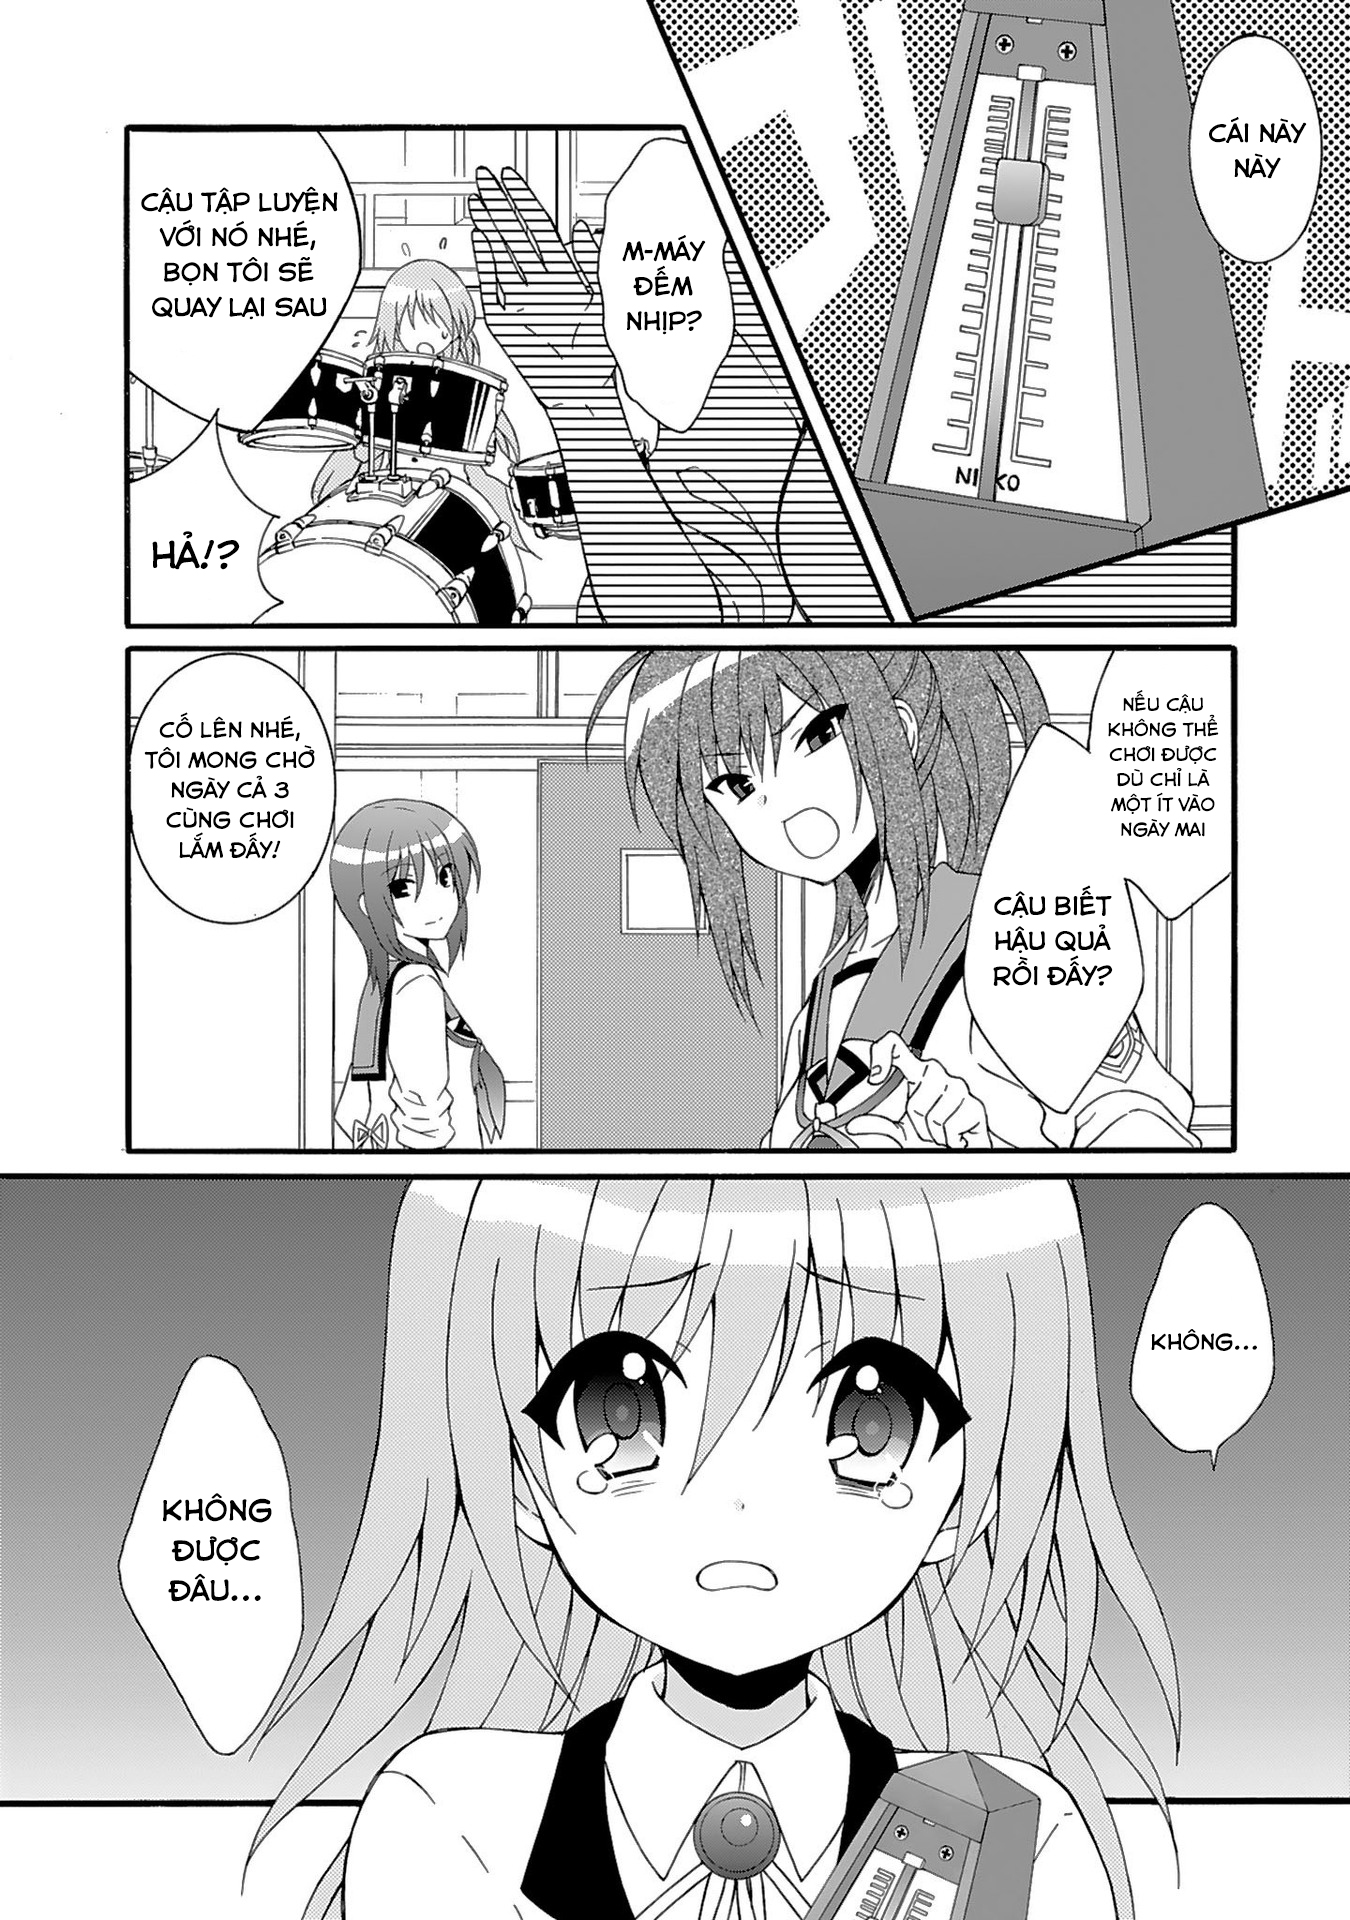 CÁI NÀY
NÀY
M-MÁY
ĐẾM
NHỊP?
CẬU TẬP LUYỆN
VỚI NÓ NHÉ,
BỌN TÔI SẼ
QUAY LẠI SAU
HẢ!?
NẾU CẬU
KHÔNG THỂ
CHƠI ĐƯỢC
DÙ CHỈ LÀ
MỘT ÍT VÀO
NGÀY MAI
CẬU BIẾT
HẬU QUẢ
RỒI ĐẤY?
CỐ LÊN NHÉ,
TÔI MONG CHỜ
NGÀY CẢ 3
CÙNG CHƠI
LẮM ĐẤY!
KHÔNG...
KHÔNG
ĐƯỢC
ĐÂU...